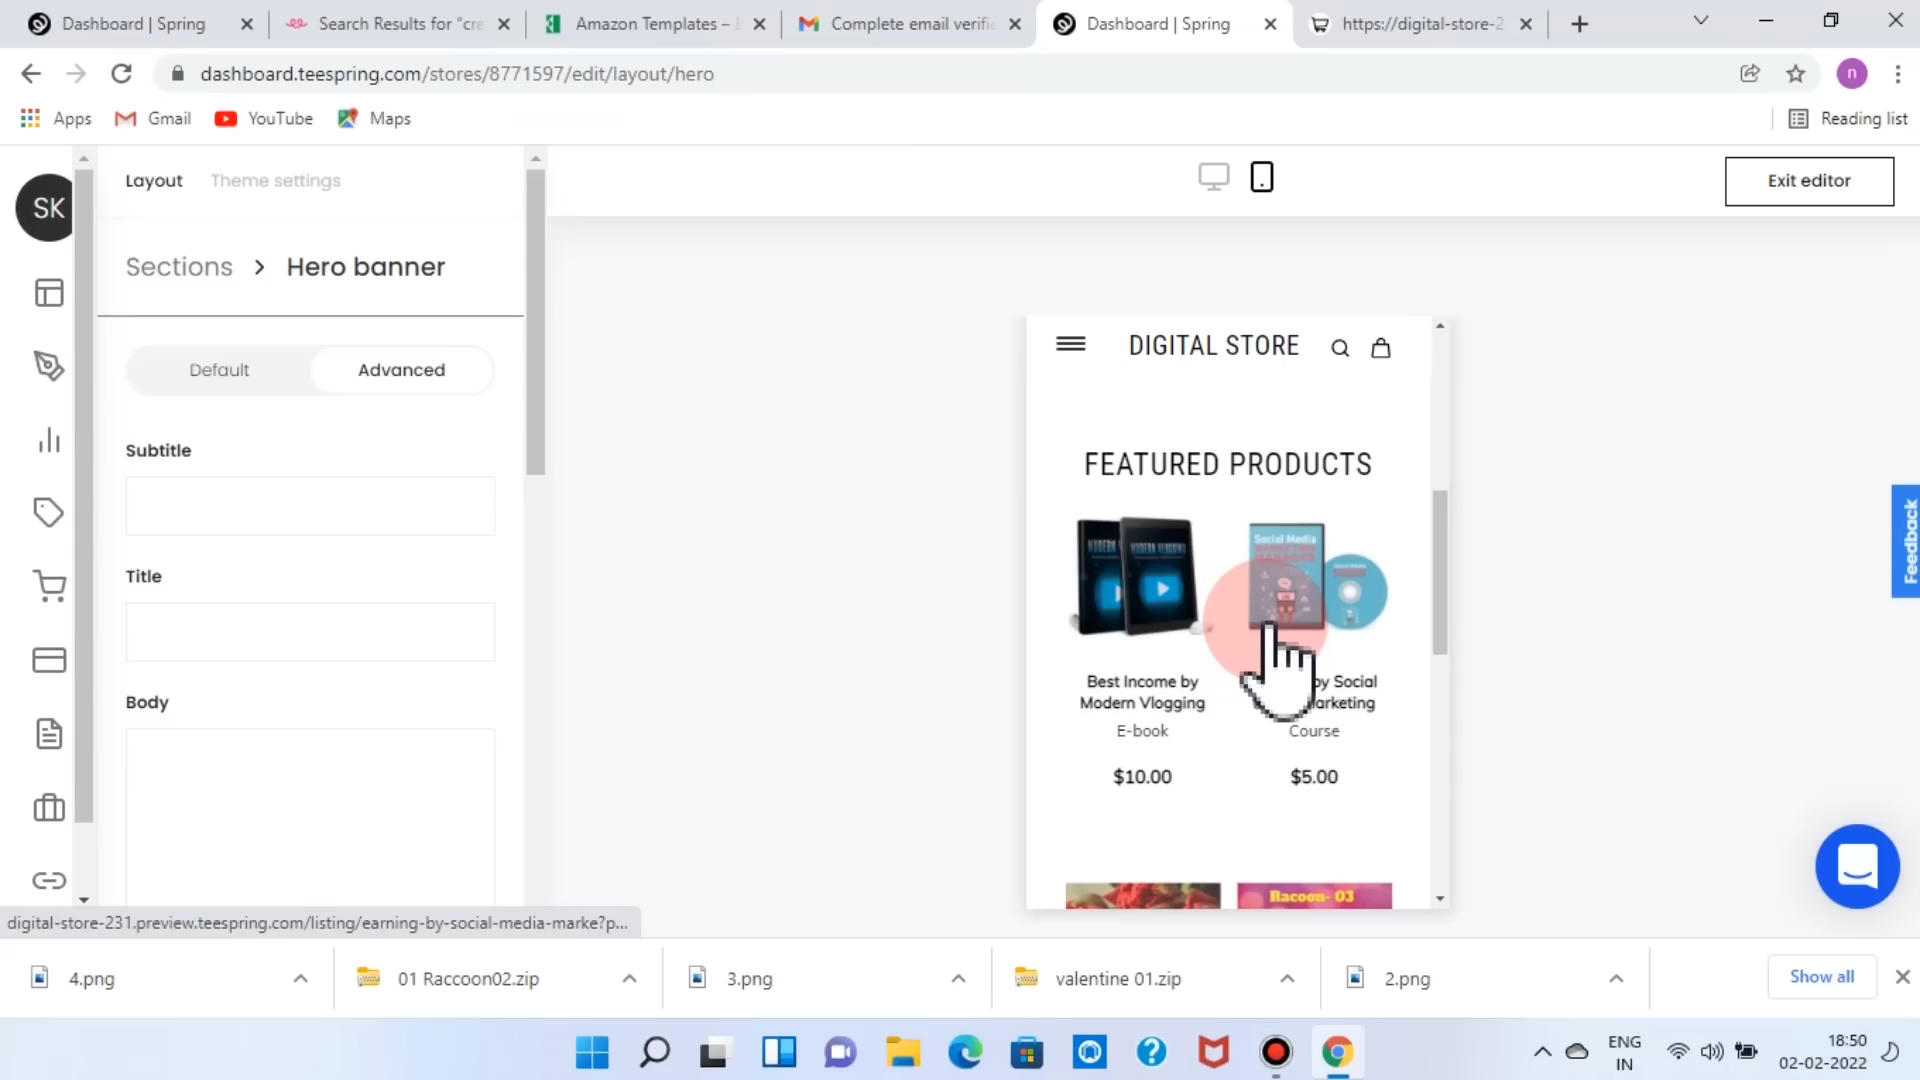 Dashboard | Spring
Search Results for "cre
Amazon Templates –
Complete email verific
Dashboard | Spring
https://digital-store-2
dashboard.teespring.com/stores/8771597/edit/layout/hero
n
Apps
Gmail
YouTube
Maps
Reading list
SK
Layout
Theme settings
Exit editor
Sections > Hero banner
Default
Advanced
Subtitle
Title
Body
DIGITAL STORE
FEATURED PRODUCTS
MODERN VLOGGING
Social Media
Best Income by
Modern Vlogging
E-book
$10.00
by Social
arketing
Course
$5.00
Racoon- 03
Feedback
digital-store-231.preview.teespring.com/listing/earning-by-social-media-marke?p...
4.png
01 Raccoon02.zip
3.png
valentine 01.zip
2.png
Show all
ENG
IN
18:50
02-02-2022